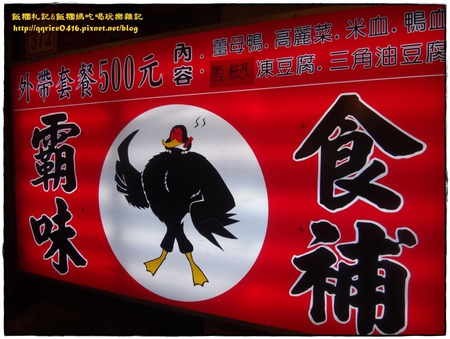 飯糰札記&飯糰媽吃喝玩樂雜記
http://qqrice0416.pixnet.net/blog
312
外帶套餐500元
內容:
薑母鴨.高麗菜.米血.鴨血
凍豆腐.三角油豆腐
霸味
食補